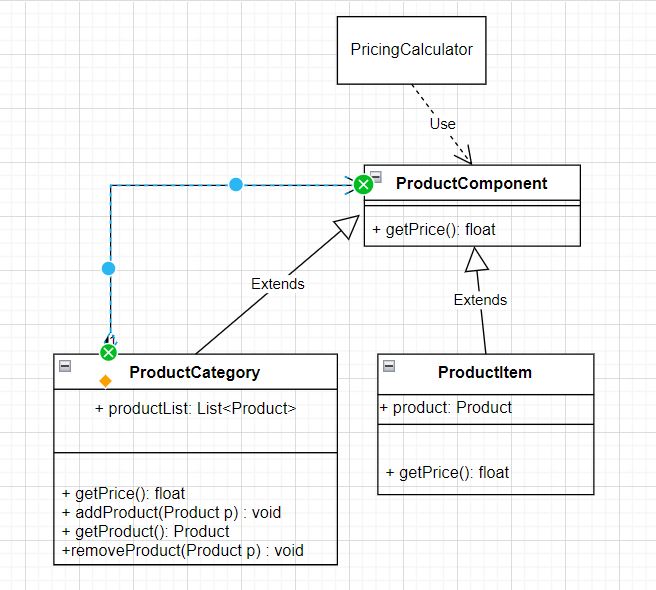 PricingCalculator
Use
ProductComponent
+ getPrice(): float
Extends
Extends
ProductCategory
+ productList: List<Product>
+ getPrice(): float
+ addProduct(Product p) : void
+ getProduct(): Product
+removeProduct(Product p) : void
ProductItem
+ product: Product
+ getPrice(): float